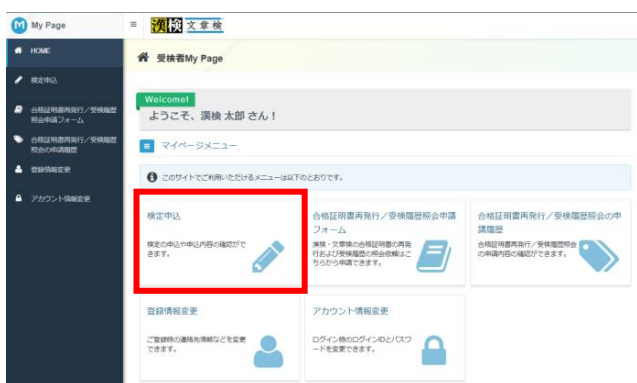 My Page
漢検 文章検
HOME
検定申込
合格証明書再発行／受検履歴
照会申請フォーム
合格証明書再発行／受検履歴
照会の申請履歴
登録情報変更
アカウント情報変更
受検者My Page
Welcome!
ようこそ、漢検 太郎 さん！
マイページメニュー
このサイトでご利用いただけるメニューは以下のとおりです。
検定申込
検定の申込や申込内容の確認がで
きます。
合格証明書再発行／受検履歴照会申請
フォーム
漢検・文章検の合格証明書の再発
行および受検履歴の照会依頼はこ
ちらから申請できます。
合格証明書再発行／受検履歴照会の申
請履歴
合格証明書再発行／受検履歴照会
の申請内容の確認ができます。
登録情報変更
ご登録時の連絡先情報などを変更
できます。
アカウント情報変更
ログイン時のログインIDとパスワ
ードを変更できます。